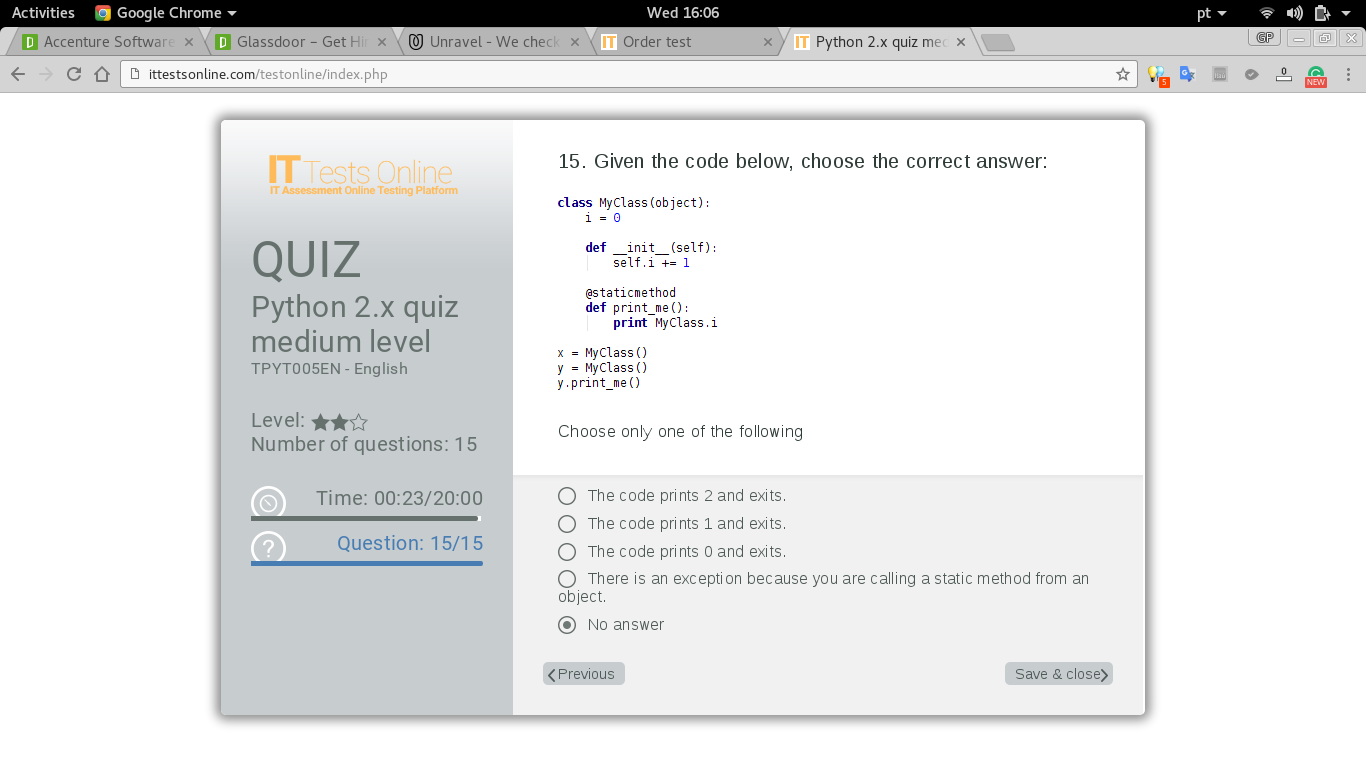 Activities Google Chrome Wed 16:06 pt
Accenture Software Glassdoor – Get Hi Unravel - We check Order test Python 2.x quiz med GP
ittestsonline.com/testonline/index.php 5 0 NEW
IT Tests Online
IT Assessment Online Testing Platform
QUIZ
Python 2.x quiz
medium level
TPYT005EN - English
Level:
Number of questions: 15
Time: 00:23/20:00
Question: 15/15
15. Given the code below, choose the correct answer:
class MyClass(object):
    i = 0
    def __init__(self):
        self.i += 1
    @staticmethod
    def print_me():
        print MyClass.i
x = MyClass()
y = MyClass()
y.print_me()
Choose only one of the following
The code prints 2 and exits.
The code prints 1 and exits.
The code prints 0 and exits.
There is an exception because you are calling a static method from an
object.
No answer
Previous Save & close